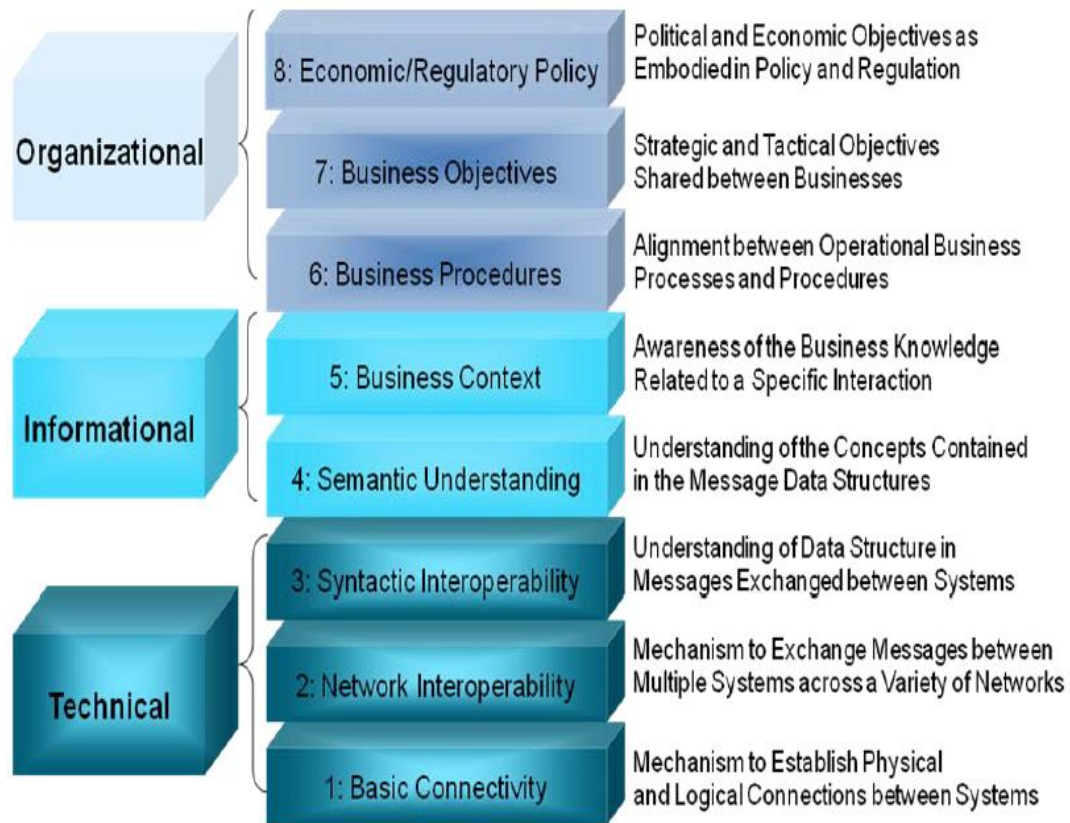 Organizational
8: Economic/Regulatory Policy
Political and Economic Objectives as
Embodied in Policy and Regulation
7: Business Objectives
Strategic and Tactical Objectives
Shared between Businesses
6: Business Procedures
Alignment between Operational Business
Processes and Procedures
Informational
5: Business Context
Awareness of the Business Knowledge
Related to a Specific Interaction
4: Semantic Understanding
Understanding of the Concepts Contained
in the Message Data Structures
Technical
3: Syntactic Interoperability
Understanding of Data Structure in
Messages Exchanged between Systems
2: Network Interoperability
Mechanism to Exchange Messages between
Multiple Systems across a Variety of Networks
1: Basic Connectivity
Mechanism to Establish Physical
and Logical Connections between Systems